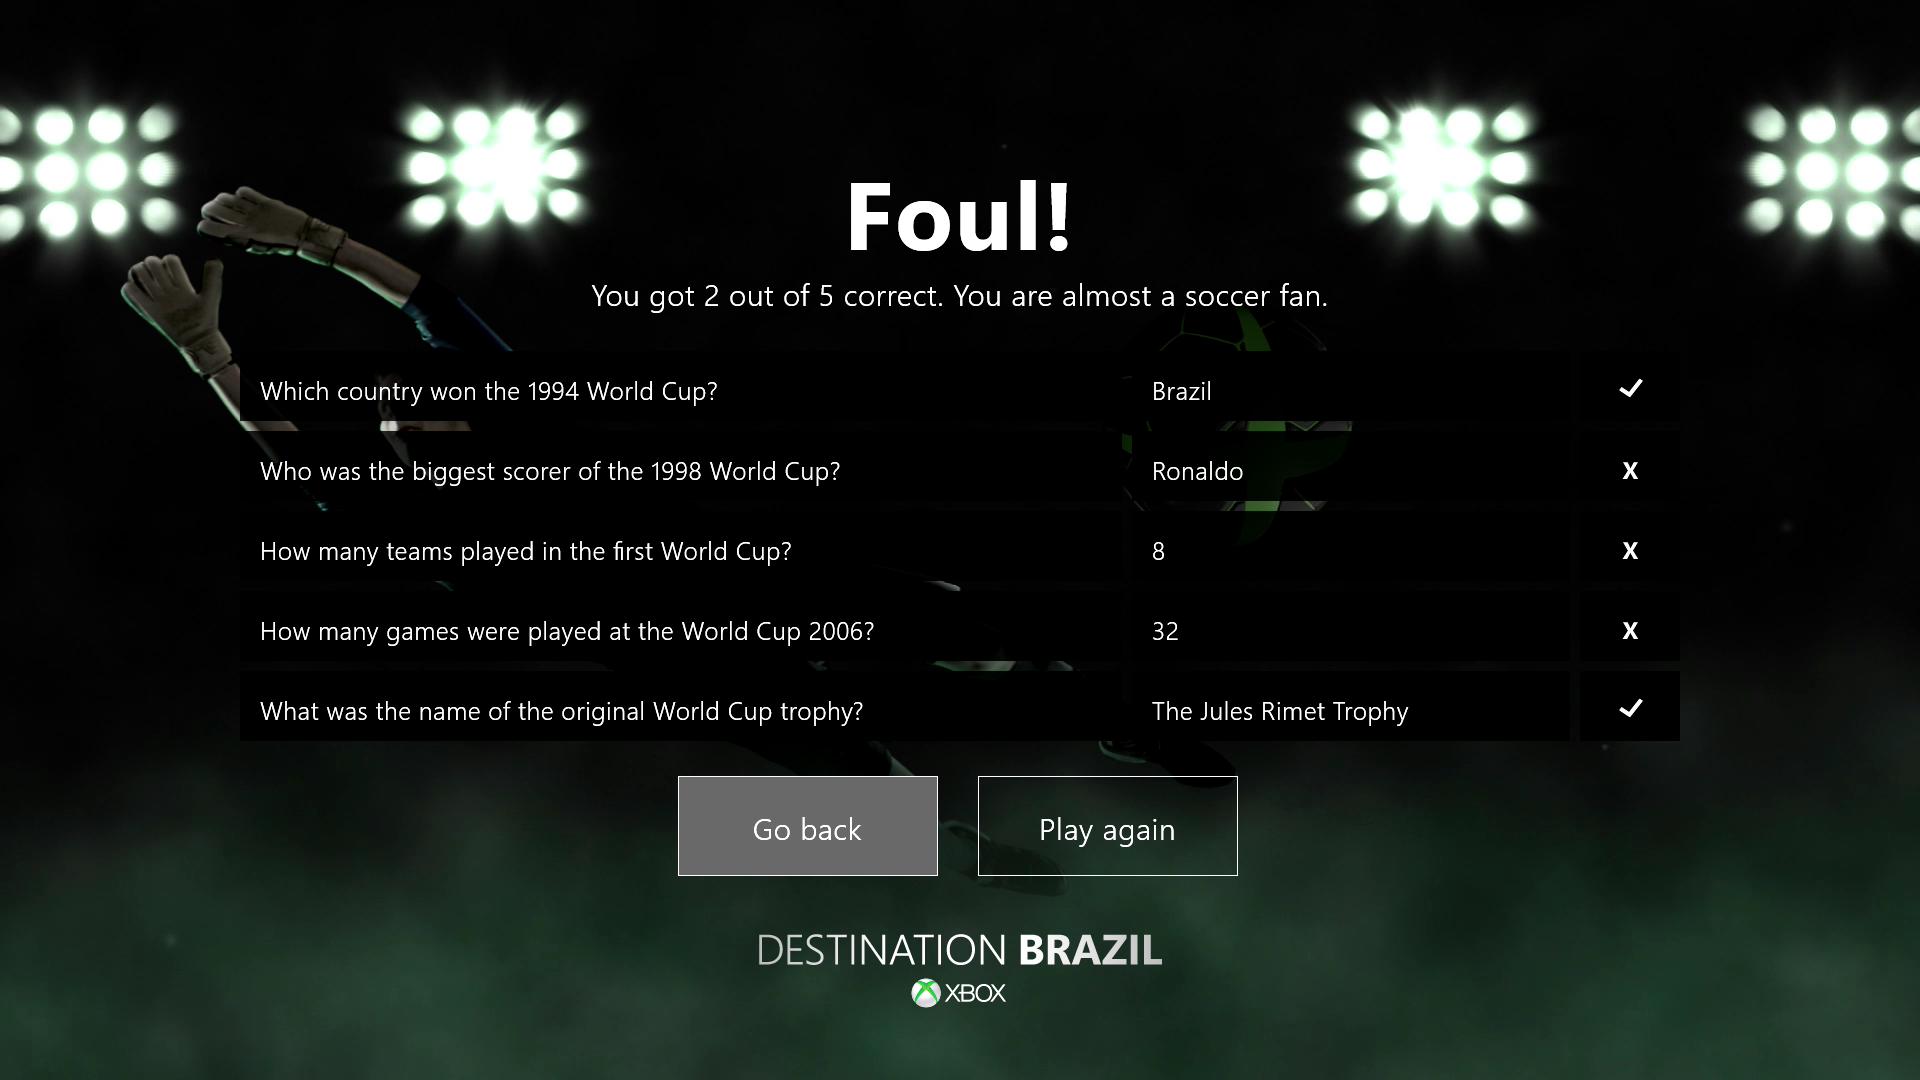 Foul!
You got 2 out of 5 correct. You are almost a soccer fan.
Which country won the 1994 World Cup? Brazil ✓
Who was the biggest scorer of the 1998 World Cup? Ronaldo X
How many teams played in the first World Cup? 8 X
How many games were played at the World Cup 2006? 32 X
What was the name of the original World Cup trophy? The Jules Rimet Trophy ✓
Go back Play again
DESTINATION BRAZIL
XBOX